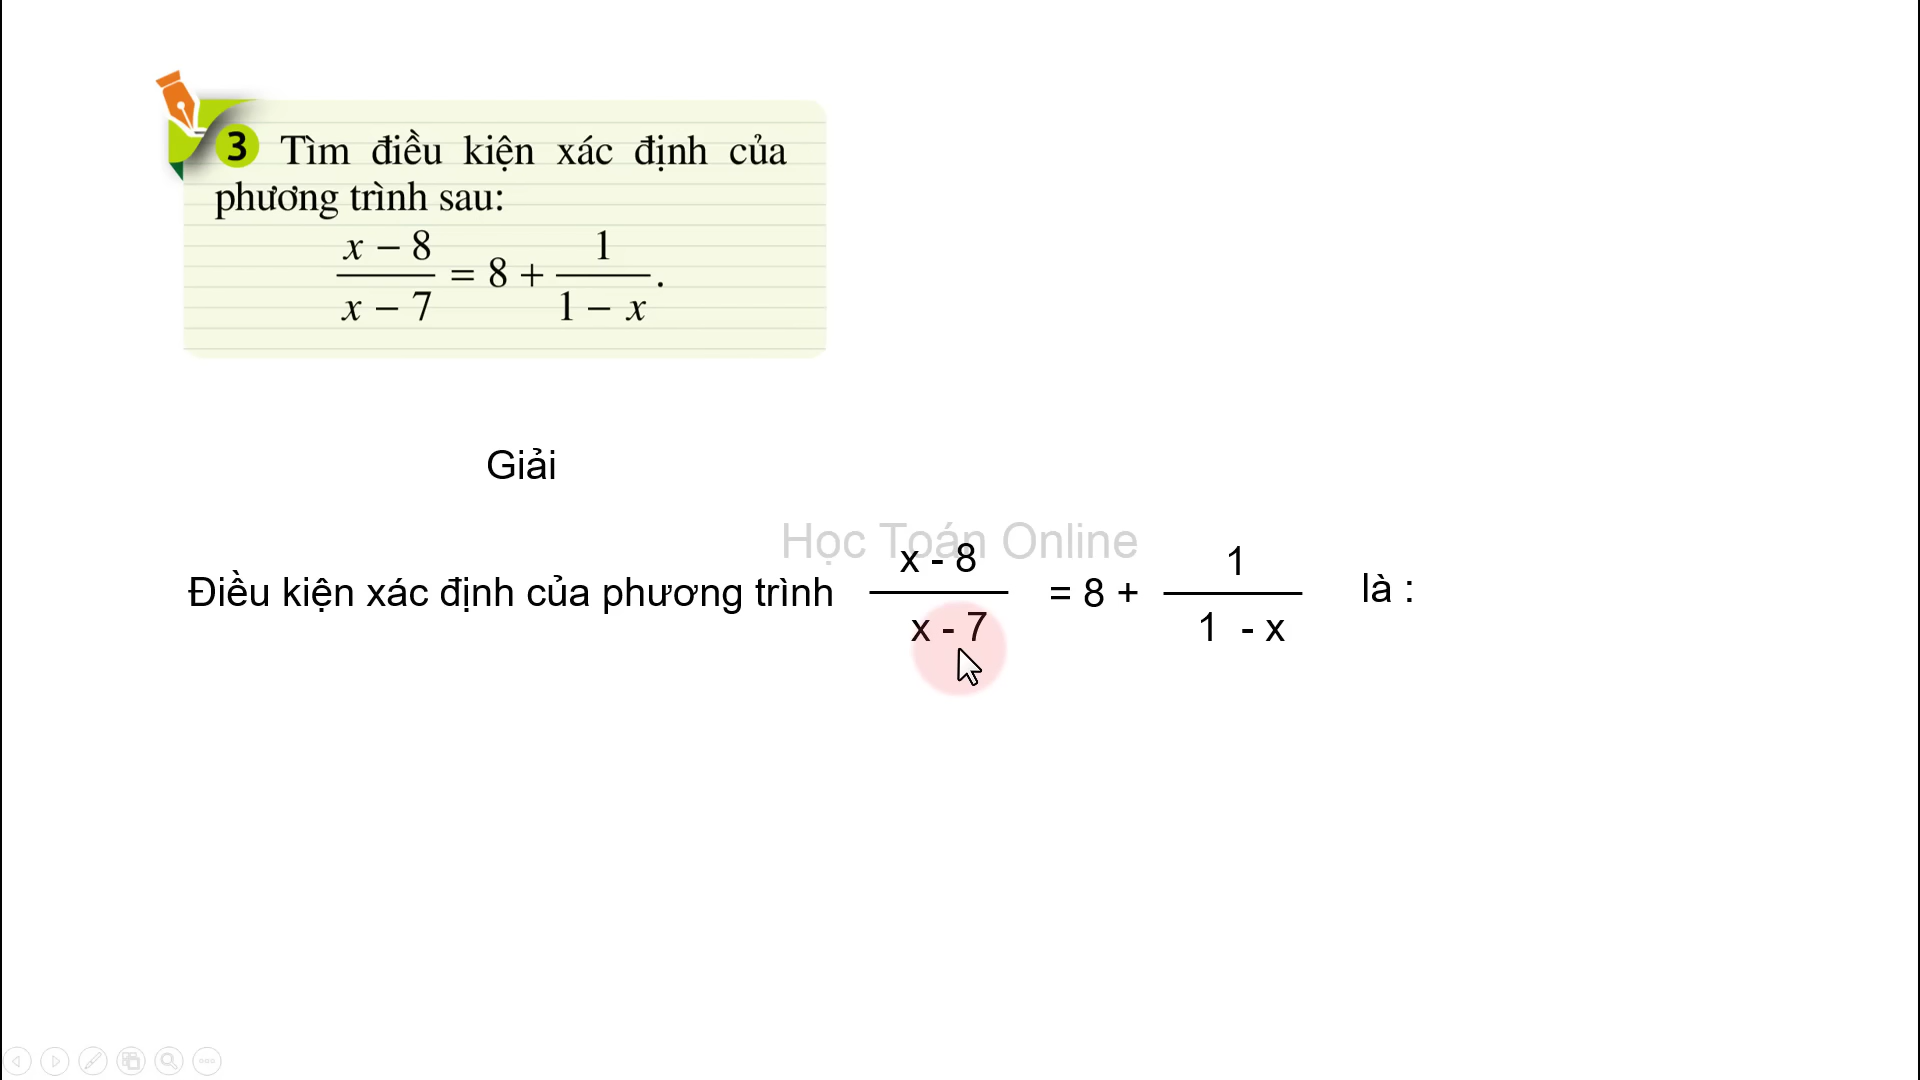 3 Tìm điều kiện xác định của
phương trình sau:
x − 8
x − 7
= 8 +
1
1 − x
.
Giải
Học Toán Online
Điều kiện xác định của phương trình
x - 8
x - 7
= 8 +
1
1 - x
là :